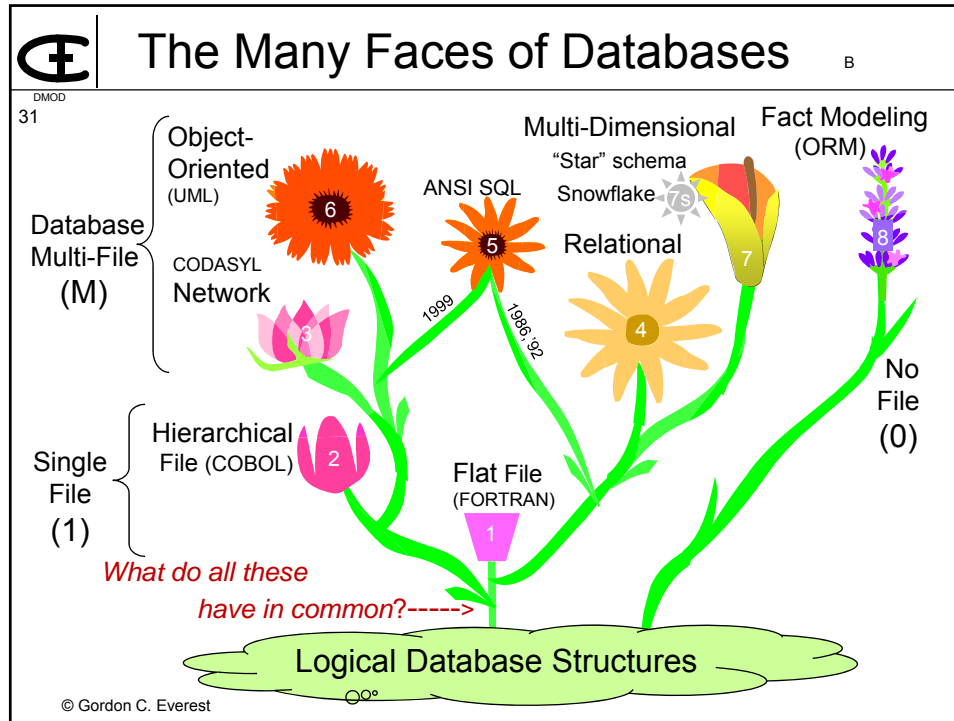 The Many Faces of Databases
B
DMOD
31
Object-
Oriented
(UML)
6
Database
Multi-File
(M)
CODASYL
Network
3
ANSI SQL
5
1999
1986,'92
Multi-Dimensional
“Star” schema
Snowflake
7s
7
Relational
4
Fact Modeling
(ORM)
8
No
File
(0)
Single
File
(1)
Hierarchical
File (COBOL)
2
Flat File
(FORTRAN)
1
What do all these
have in common?----->
Logical Database Structures
© Gordon C. Everest